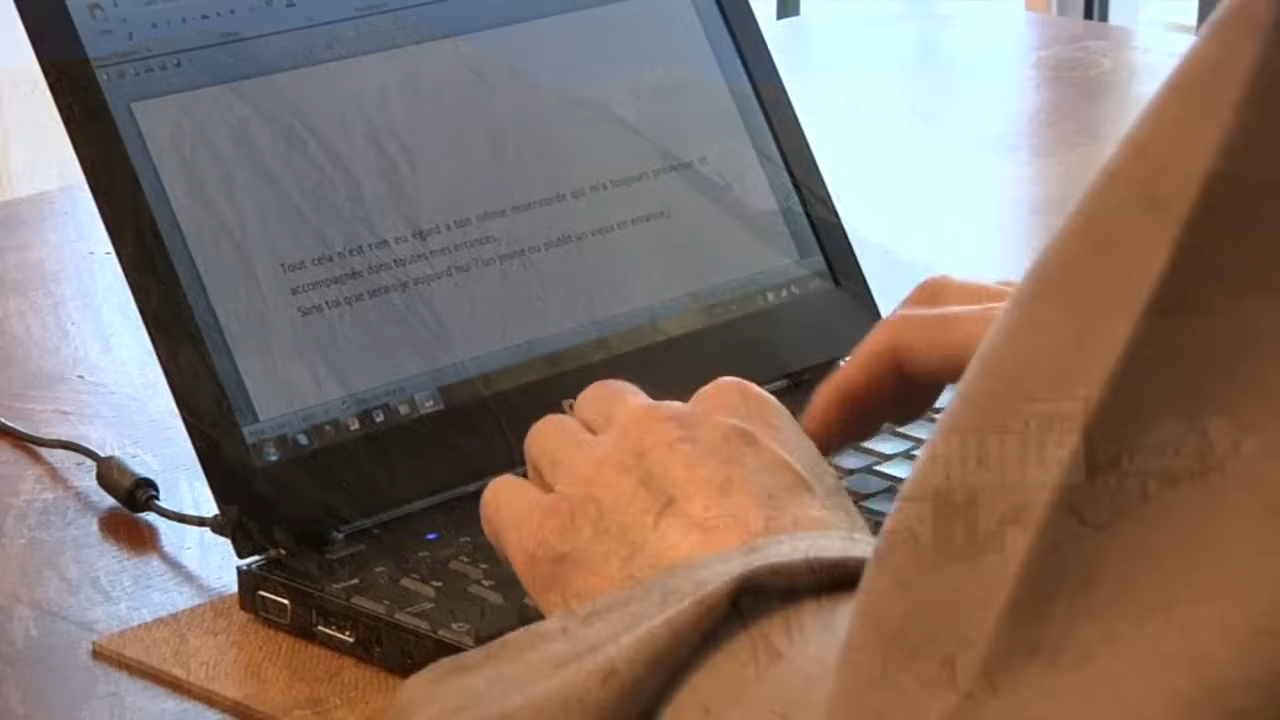 Tout cela n'est rien eu égard à ton infinie miséricorde qui m'a toujours prévenue et
accompagnée dans toutes mes errances.
Sans toi que serais-je aujourd'hui ? un jeune ou plutôt un vieux en errance,